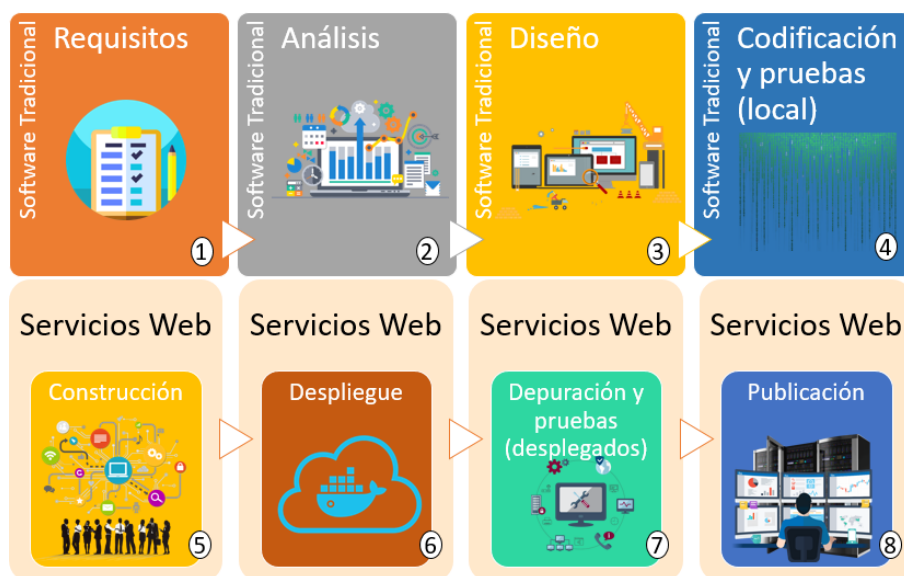 Software Tradicional
Requisitos
1
Software Tradicional
Análisis
2
Software Tradicional
Diseño
3
Software Tradicional
Codificación
y pruebas
(local)
4
Servicios Web
Construcción
5
Servicios Web
Despliegue
6
Servicios Web
Depuración y
pruebas
(desplegados)
7
Servicios Web
Publicación
8